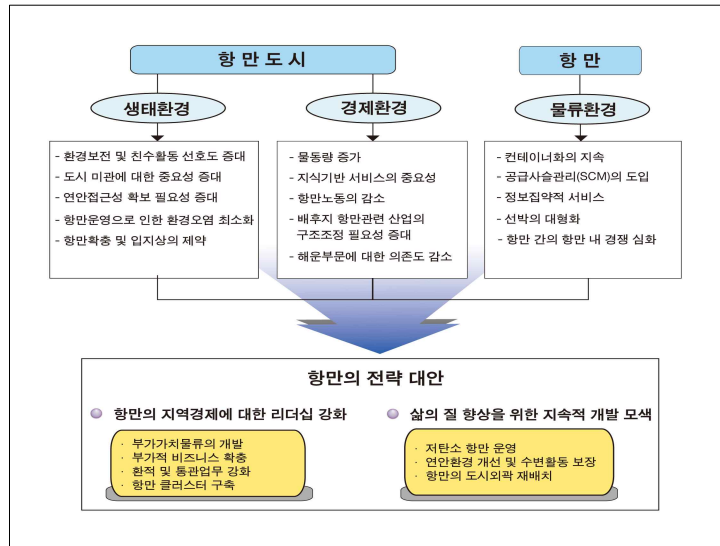 항 만 도 시
항 만
생태환경
경제환경
물류환경
- 환경보전 및 친수활동 선호도 증대
- 도시 미관에 대한 중요성 증대
- 연안접근성 확보 필요성 증대
- 항만운영으로 인한 환경오염 최소화
- 항만확충 및 입지상의 제약
- 물동량 증가
- 지식기반 서비스의 중요성
- 항만노동의 감소
- 배후지 항만관련 산업의
구조조정 필요성 증대
- 해운부문에 대한 의존도 감소
- 컨테이너화의 지속
- 공급사슬관리(SCM)의 도입
- 정보집약적 서비스
- 선박의 대형화
- 항만 간의 항만 내 경쟁 심화
항만의 전략 대안
항만의 지역경제에 대한 리더십 강화
· 부가가치물류의 개발
· 부가적 비즈니스 확충
· 환적 및 통관업무 강화
· 항만 클러스터 구축
삶의 질 향상을 위한 지속적 개발 모색
· 저탄소 항만 운영
· 연안환경 개선 및 수변활동 보장
· 항만의 도시외곽 재배치